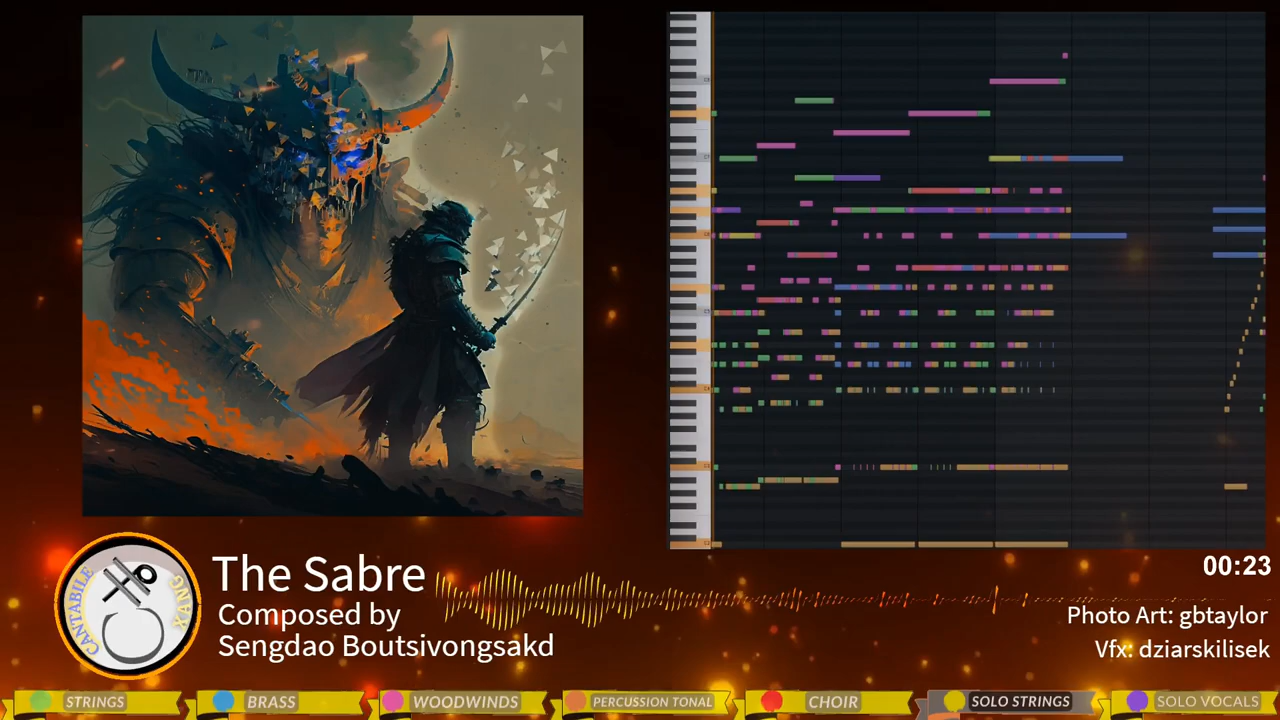 The Sabre
Composed by
Sengdao Boutsivongsakd
CANTABILE
XANG
00:23
Photo Art: gbtaylor
Vfx: dziarskilisek
STRINGS
BRASS
WOODWINDS
PERCUSSION TONAL
CHOIR
SOLO STRINGS
SOLO VOCALS